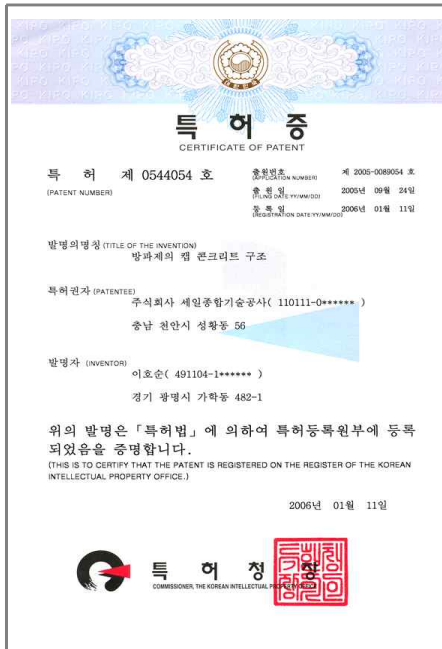 특 허 증
CERTIFICATE OF PATENT
특 허 제 0544054 호
(PATENT NUMBER)
출원번호 제 2005-0089054 호
(APPLICATION NUMBER)
출 원 일 2005년 09월 24일
(FILING DATE:YY/MM/DD)
등 록 일 2006년 01월 11일
(REGISTRATION DATE:YY/MM/DD)
발명의명칭 (TITLE OF THE INVENTION)
방파제의 캡 콘크리트 구조
특허권자 (PATENTEE)
주식회사 세일종합기술공사( 110111-0****** )
충남 천안시 성황동 56
발명자 (INVENTOR)
이호순( 491104-1****** )
경기 광명시 가학동 482-1
위의 발명은「특허법」에 의하여 특허등록원부에 등록
되었음을 증명합니다.
(THIS IS TO CERTIFY THAT THE PATENT IS REGISTERED ON THE REGISTER OF THE KOREAN
INTELLECTUAL PROPERTY OFFICE.)
2006년 01월 11일
특 허 청 장
COMMISSIONER, THE KOREAN INTELLECTUAL PROPERTY OFFICE